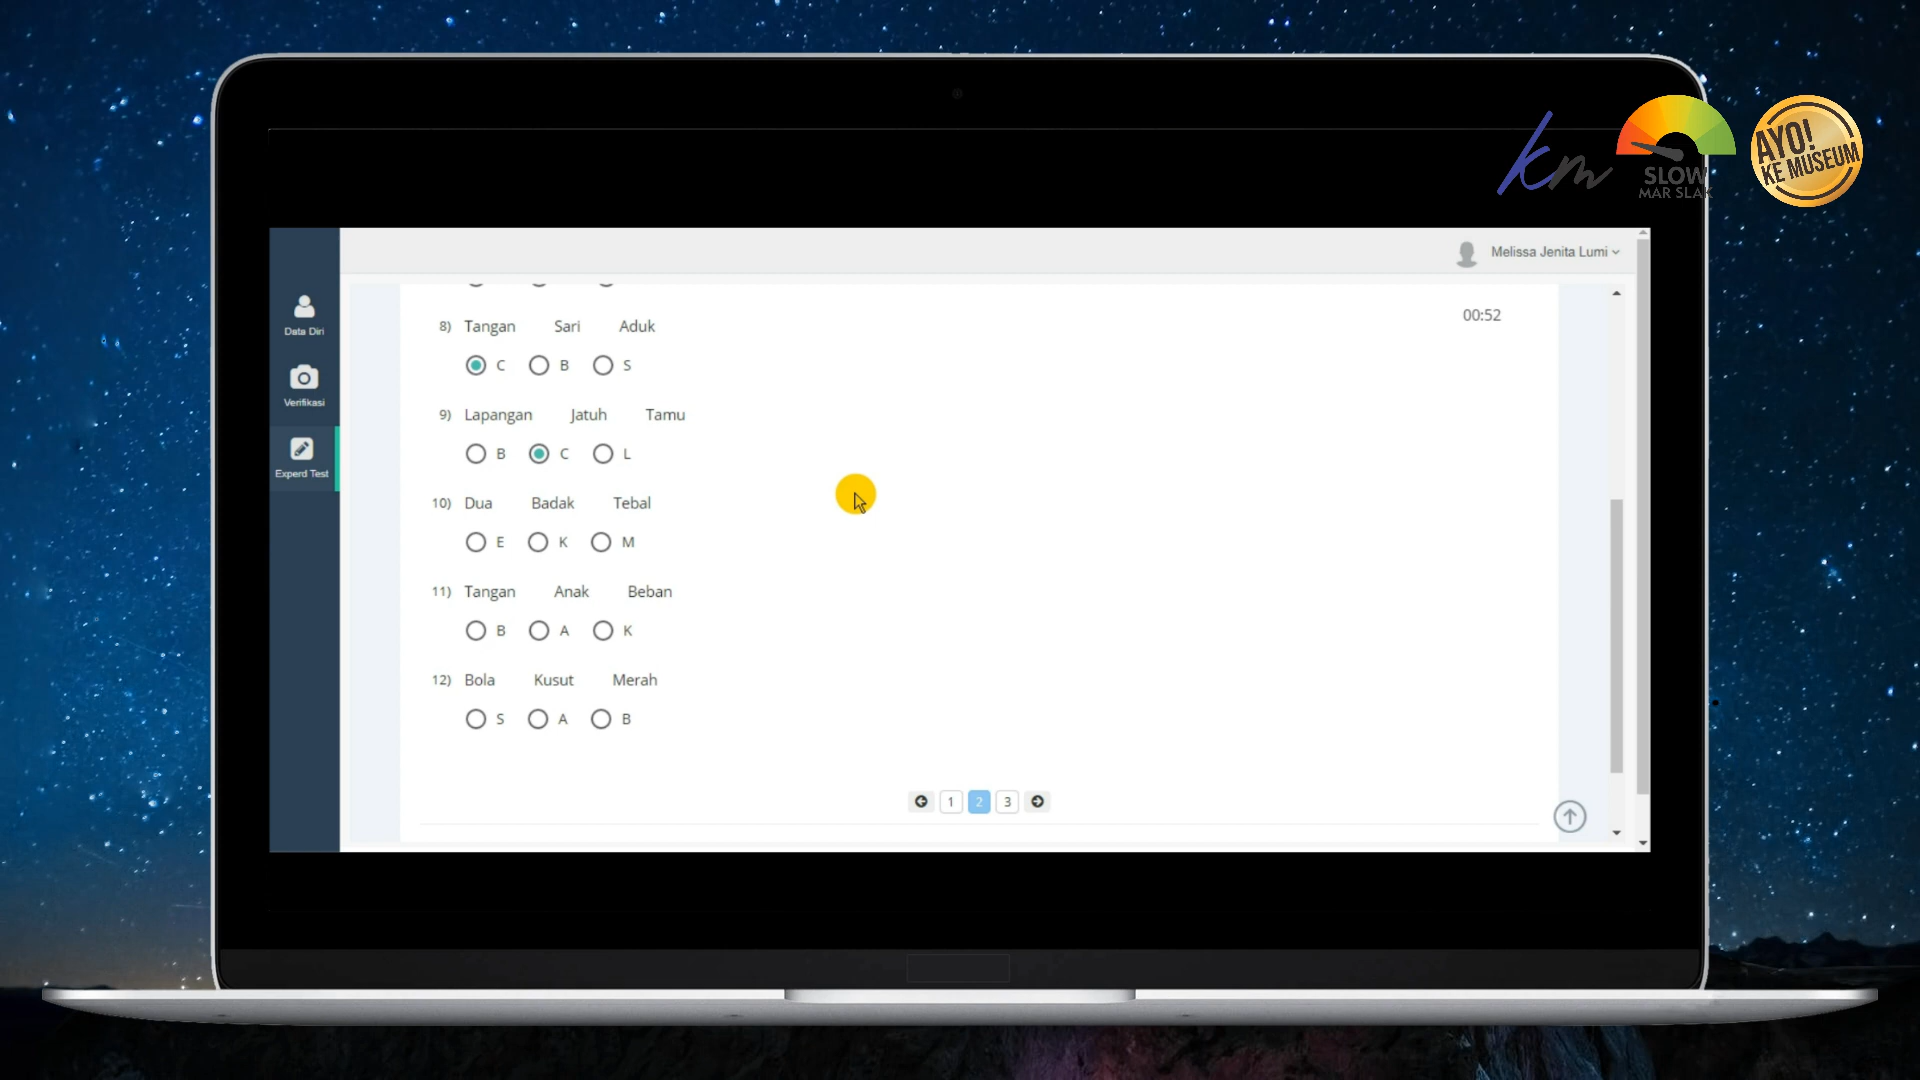 AYO!
KE MUSEUM
km
SLOW
MAR SLAK
Melissa Jenita Lumi
00:52
Data Diri
Verifikasi
Experd Test
8) Tangan Sari Aduk
C B S
9) Lapangan Jatuh Tamu
B C L
10) Dua Badak Tebal
E K M
11) Tangan Anak Beban
B A K
12) Bola Kusut Merah
S A B
1 2 3